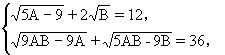 √(5A – 9) + 2√B = 12,
√(9AB – 9A) + √(5AB - 9B) = 36,